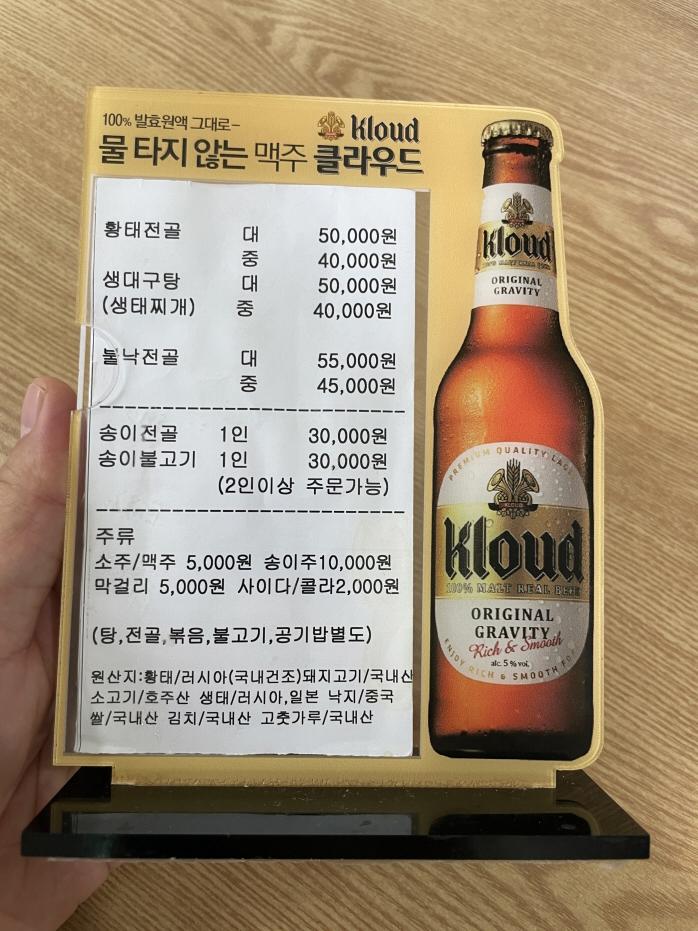 100% 발효원액 그대로-
Kloud
물 타지 않는 맥주 클라우드
황태전골 대 50,000원
중 40,000원
생대구탕 대 50,000원
(생태찌개) 중 40,000원
불낙전골 대 55,000원
중 45,000원
송이전골 1인 30,000원
송이불고기 1인 30,000원
(2인이상 주문가능)
주류
소주/맥주 5,000원 송이주10,000원
막걸리 5,000원 사이다/콜라2,000원
(탕,전골,볶음,불고기,공기밥별도)
원산지:황태/러시아(국내건조)돼지고기/국내산
소고기/호주산 생태/러시아,일본 낙지/중국
쌀/국내산 김치/국내산 고춧가루/국내산
Kloud
ORIGINAL
GRAVITY
PREMIUM QUALITY LAGER
KLOUD
Kloud
100% MALT REAL BEER
ORIGINAL
GRAVITY
Rich & Smooth
alc. 5 % vol.
ENJOY RICH & SMOOTH